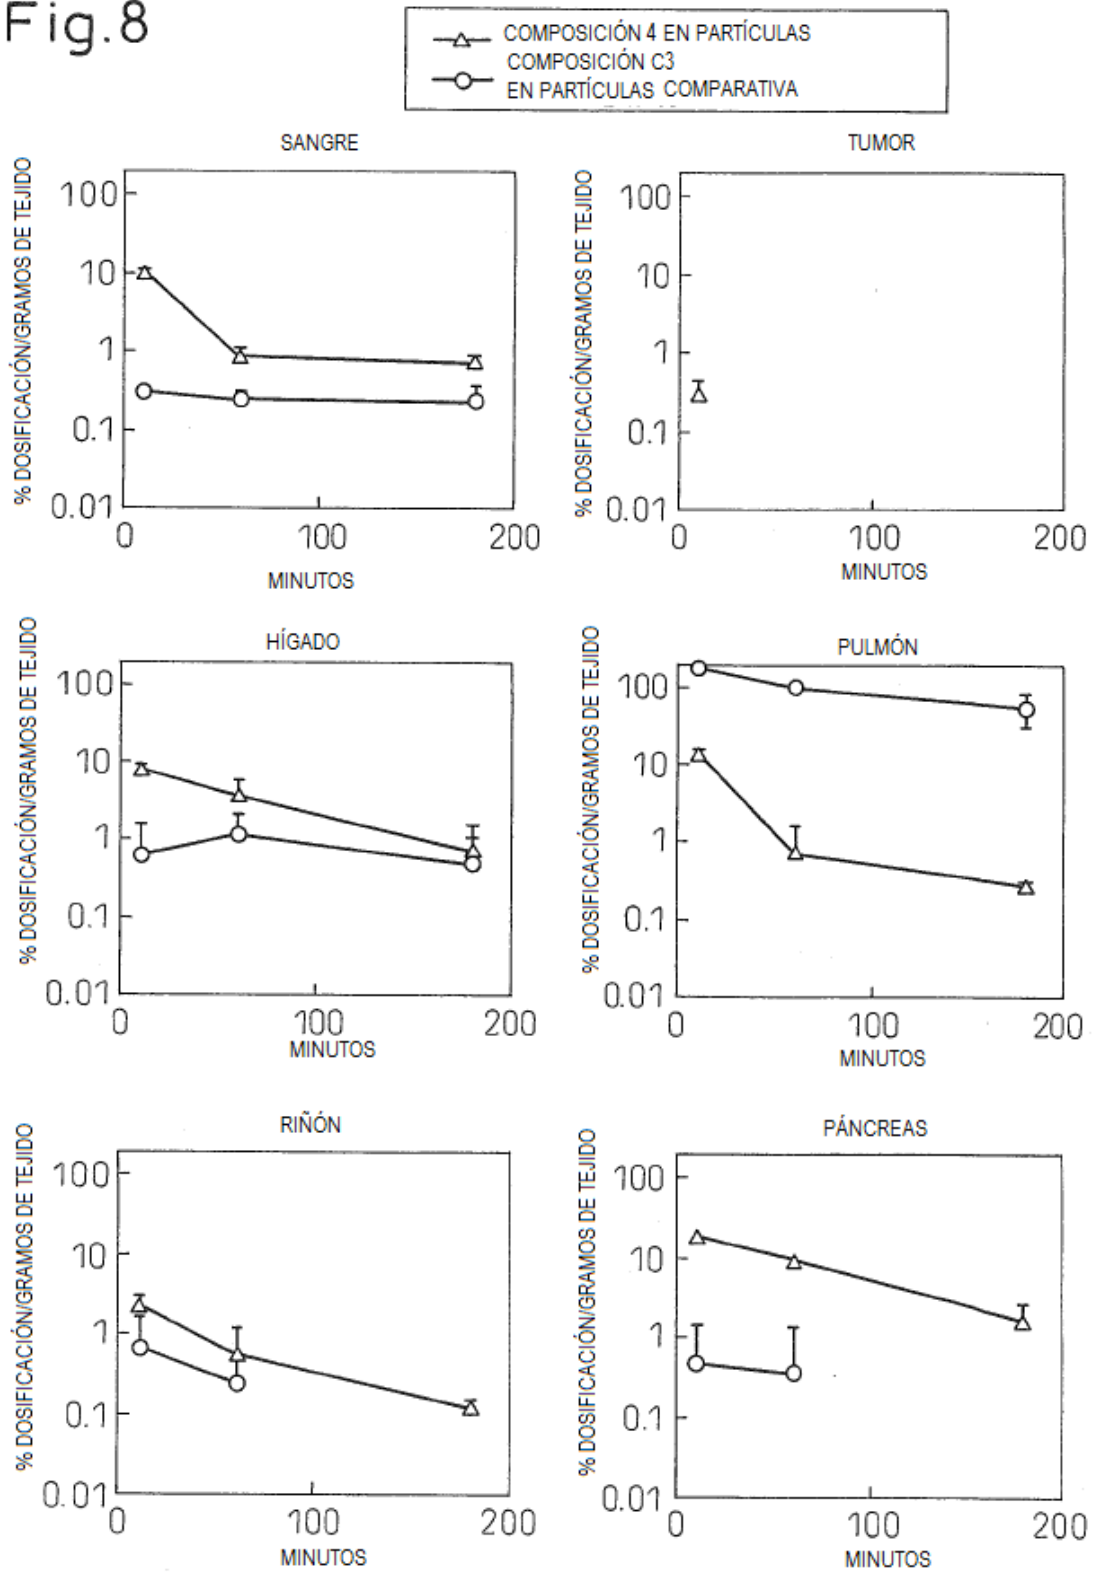 Fig.8
COMPOSICIÓN 4 EN PARTÍCULAS
COMPOSICIÓN C3
EN PARTÍCULAS COMPARATIVA
SANGRE
% DOSIFICACIÓN/GRAMOS DE TEJIDO
100
10
1
0.1
0.01
0 100 200
MINUTOS
TUMOR
% DOSIFICACIÓN/GRAMOS DE TEJIDO
100
10
1
0.1
0.01
0 100 200
MINUTOS
HÍGADO
% DOSIFICACIÓN/GRAMOS DE TEJIDO
100
10
1
0.1
0.01
0 100 200
MINUTOS
PULMÓN
% DOSIFICACIÓN/GRAMOS DE TEJIDO
100
10
1
0.1
0.01
0 100 200
MINUTOS
RIÑÓN
% DOSIFICACIÓN/GRAMOS DE TEJIDO
100
10
1
0.1
0.01
0 100 200
MINUTOS
PÁNCREAS
% DOSIFICACIÓN/GRAMOS DE TEJIDO
100
10
1
0.1
0.01
0 100 200
MINUTOS